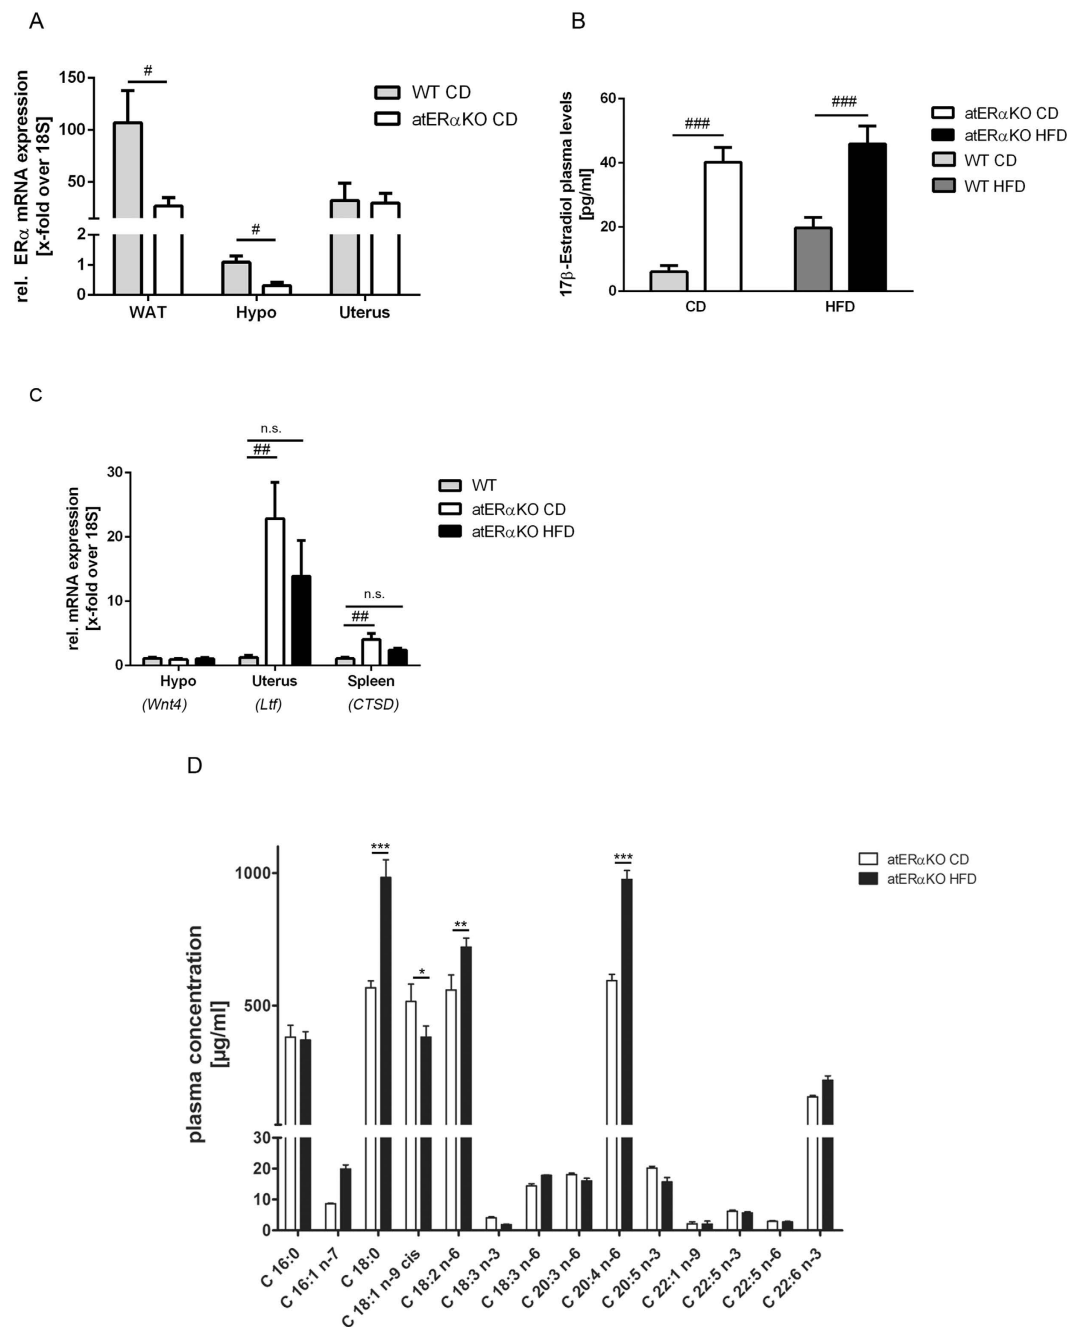 A
rel. ERα mRNA expression
[x-fold over 18S]
150
100
50
2
1
0
#
#
WAT
Hypo
Uterus
WT CD
atERαKO CD
B
17β-Estradiol plasma levels
[pg/ml]
60
40
20
0
###
###
CD
HFD
atERαKO CD
atERαKO HFD
WT CD
WT HFD
C
rel. mRNA expression
[x-fold over 18S]
30
20
10
0
n.s.
##
n.s.
##
Hypo
Uterus
Spleen
(Wnt4)
(Ltf)
(CTSD)
WT
atERαKO CD
atERαKO HFD
D
plasma concentration
[µg/ml]
1000
500
30
20
10
0
***
*
**
***
C 16:0
C 16:1 n-7
C 18:0
C 18:1 n-9 cis
C 18:2 n-6
C 18:3 n-3
C 18:3 n-6
C 20:3 n-6
C 20:4 n-6
C 20:5 n-3
C 22:1 n-9
C 22:5 n-3
C 22:5 n-6
C 22:6 n-3
atERαKO CD
atERαKO HFD